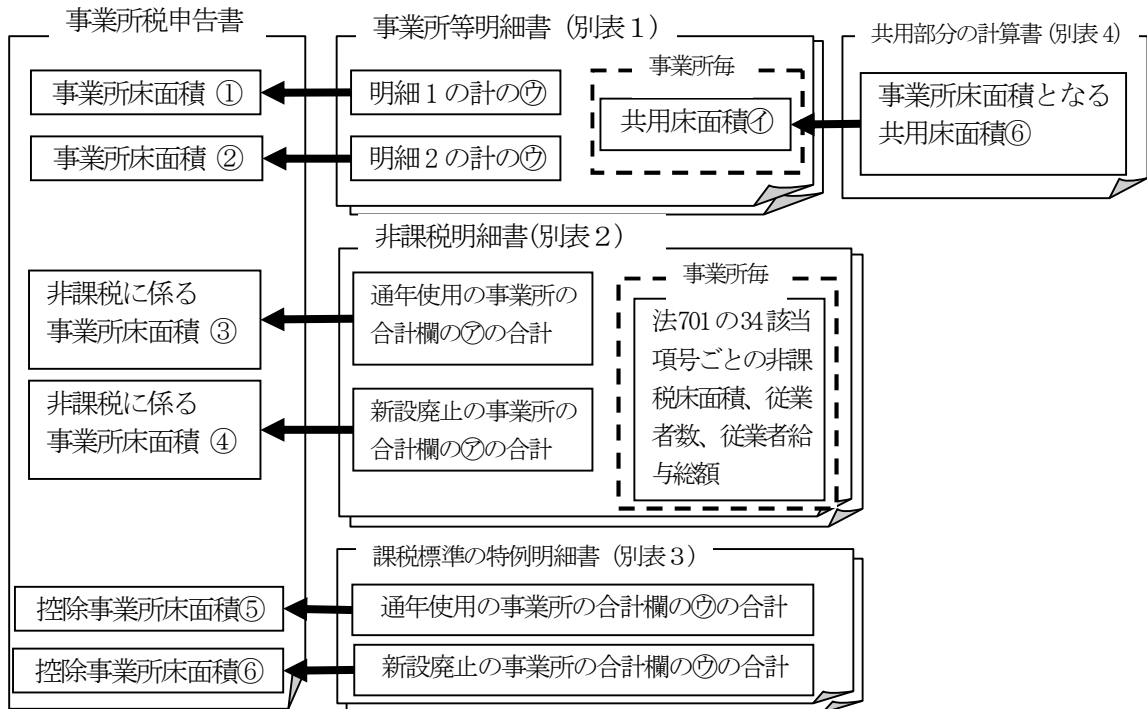 事業所税申告書
事業所床面積 ①
事業所床面積 ②
非課税に係る
事業所床面積 ③
非課税に係る
事業所床面積 ④
控除事業所床面積⑤
控除事業所床面積⑥
事業所等明細書（別表１）
明細１の計の㋒
明細２の計の㋒
事業所毎
共用床面積㋑
共用部分の計算書（別表４）
事業所床面積となる
共用床面積⑥
非課税明細書（別表２）
通年使用の事業所の
合計欄の㋐の合計
新設廃止の事業所の
合計欄の㋐の合計
事業所毎
法701の34該当
項号ごとの非課
税床面積、従業
者数、従業者給
与総額
課税標準の特例明細書（別表３）
通年使用の事業所の合計欄の㋒の合計
新設廃止の事業所の合計欄の㋒の合計